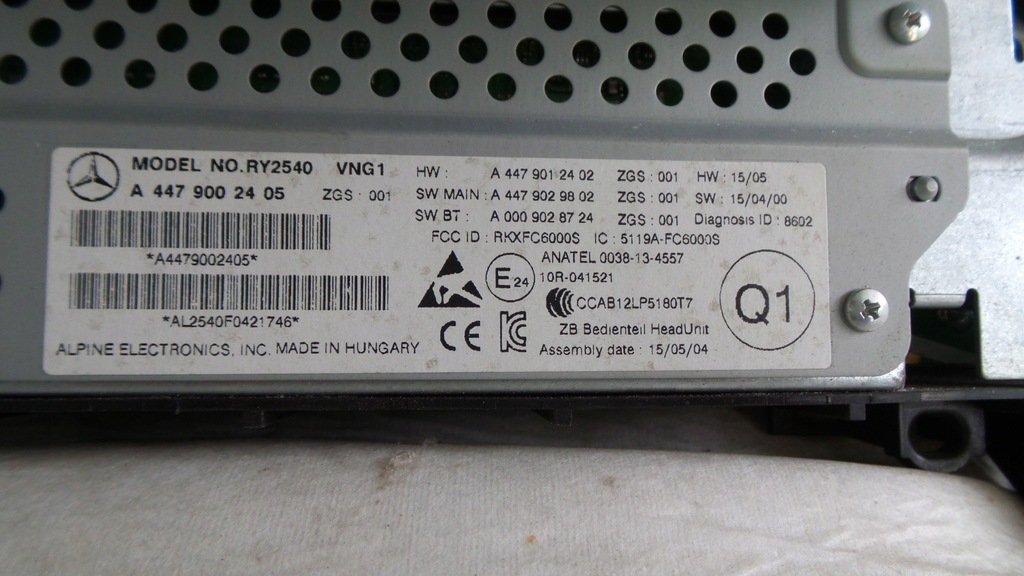 MODEL NO.RY2540 VNG1
A 447 900 24 05 ZGS : 001
*A4479002405*
*AL2540F0421746*
ALPINE ELECTRONICS, INC. MADE IN HUNGARY
HW : A 447 901 24 02 ZGS : 001 HW : 15/05
SW MAIN : A 447 902 98 02 ZGS : 001 SW : 15/04/00
SW BT : A 000 902 87 24 ZGS : 001 Diagnosis ID : 8602
FCC ID : RKXFC6000S IC : 5119A-FC6000S
ANATEL 0038-13-4557
E24 10R-041521
CCAB12LP5180T7
CE KC ZB Bedienteil HeadUnit
Assembly date : 15/05/04
Q1